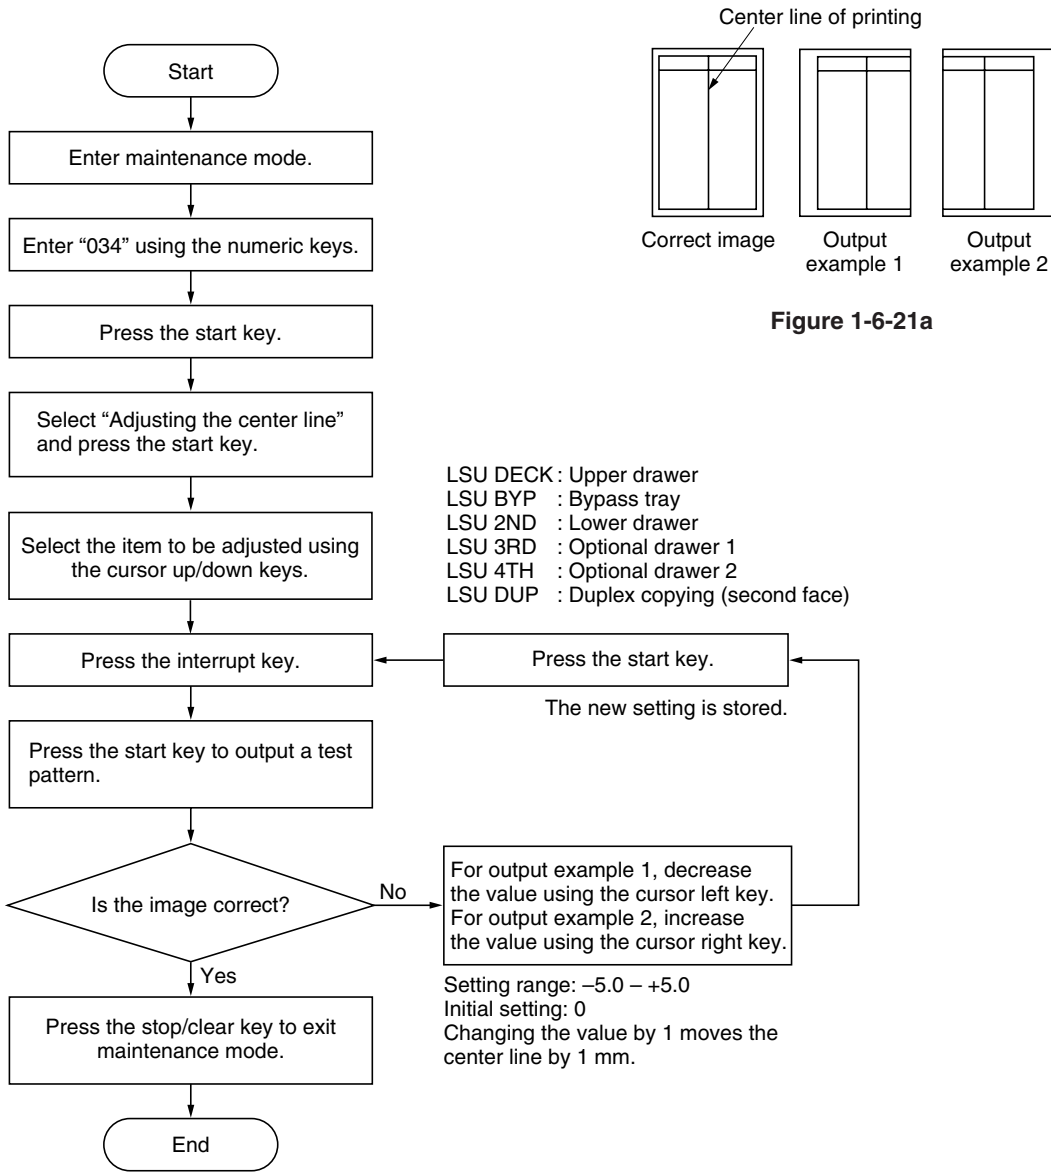 Center line of printing
Correct image
Output
example 1
Output
example 2
Figure 1-6-21a
Start
Enter maintenance mode.
Enter “034” using the numeric keys.
Press the start key.
Select “Adjusting the center line”
and press the start key.
Select the item to be adjusted using
the cursor up/down keys.
LSU DECK : Upper drawer
LSU BYP : Bypass tray
LSU 2ND : Lower drawer
LSU 3RD : Optional drawer 1
LSU 4TH : Optional drawer 2
LSU DUP : Duplex copying (second face)
Press the interrupt key.
Press the start key.
The new setting is stored.
Press the start key to output a test
pattern.
Is the image correct?
No
For output example 1, decrease
the value using the cursor left key.
For output example 2, increase
the value using the cursor right key.
Setting range: –5.0 – +5.0
Initial setting: 0
Changing the value by 1 moves the
center line by 1 mm.
Yes
Press the stop/clear key to exit
maintenance mode.
End